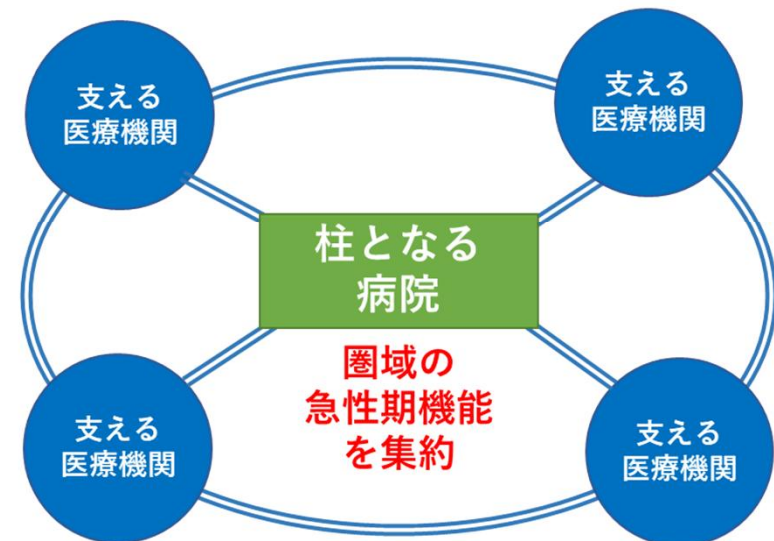 支える
医療機関
支える
医療機関
柱となる
病院
圏域の
急性期機能
を集約
支える
医療機関
支える
医療機関